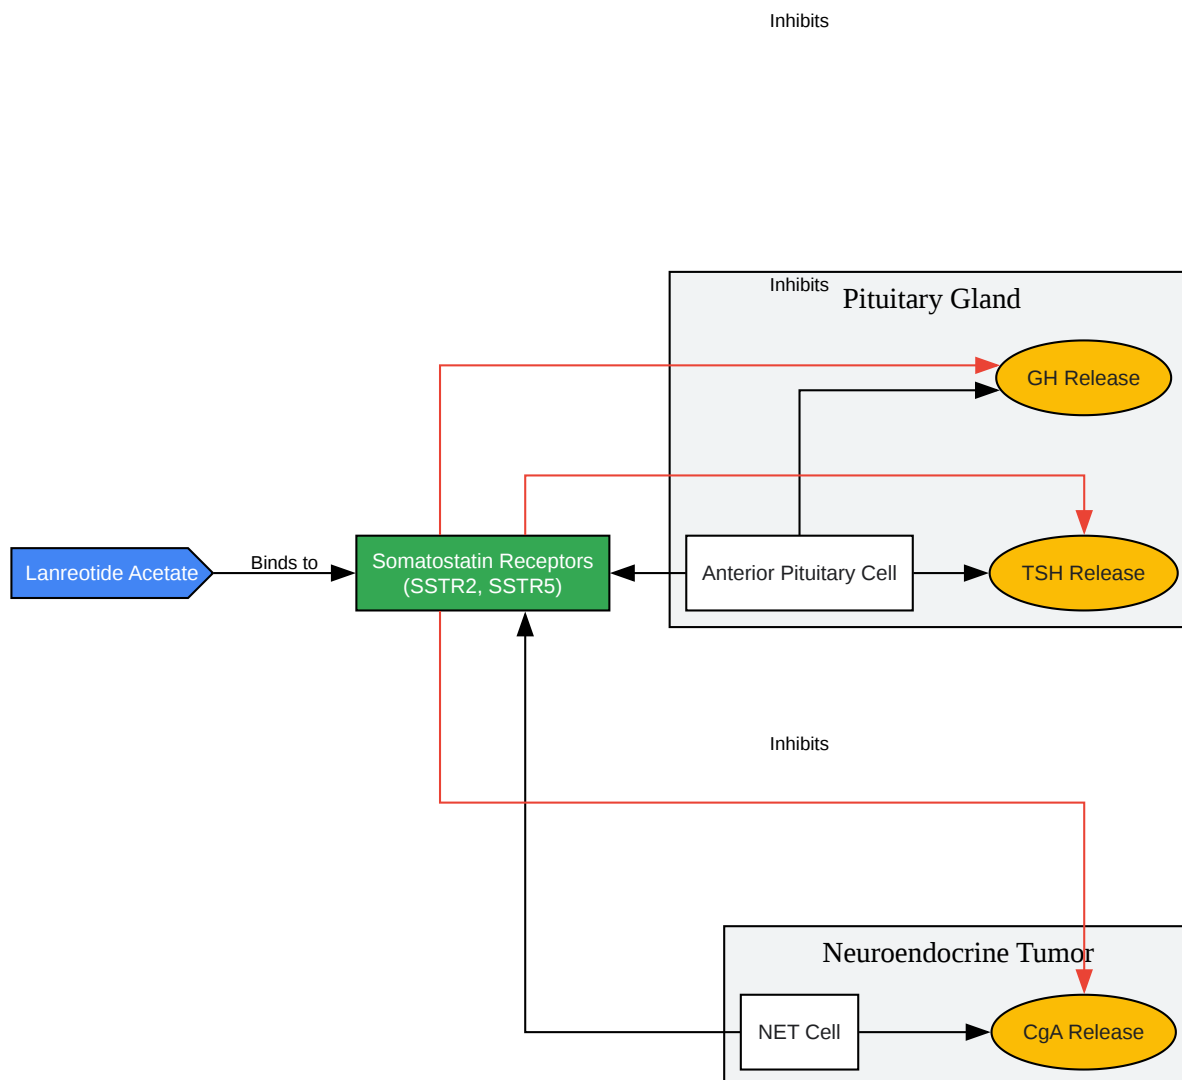 Inhibits
Inhibits
Pituitary Gland
GH Release
Lanreotide Acetate
Binds to
Somatostatin Receptors
(SSTR2, SSTR5)
Anterior Pituitary Cell
TSH Release
Inhibits
Neuroendocrine Tumor
NET Cell
CgA Release